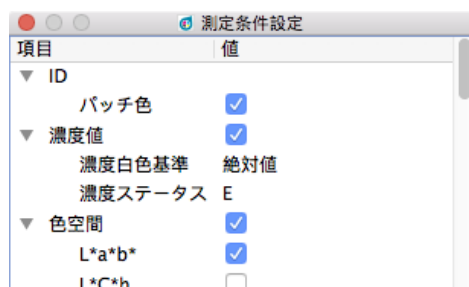 測定条件設定
項目 値
ID
パッチ色
濃度値
濃度白色基準 絶対値
濃度ステータス E
色空間
L*a*b*
L*C*h